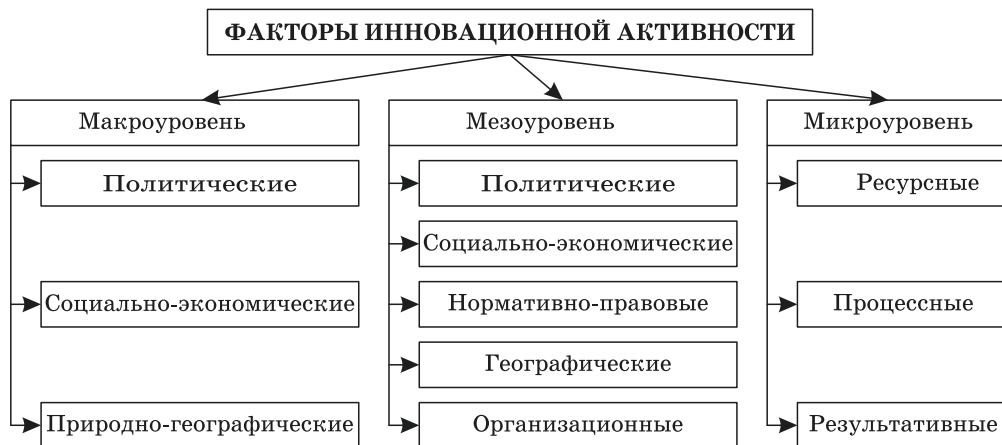 ФАКТОРЫ ИННОВАЦИОННОЙ АКТИВНОСТИ
Макроуровень
Политические
Социально-экономические
Природно-географические
Мезоуровень
Политические
Социально-экономические
Нормативно-правовые
Географические
Организационные
Микроуровень
Ресурсные
Процессные
Результативные